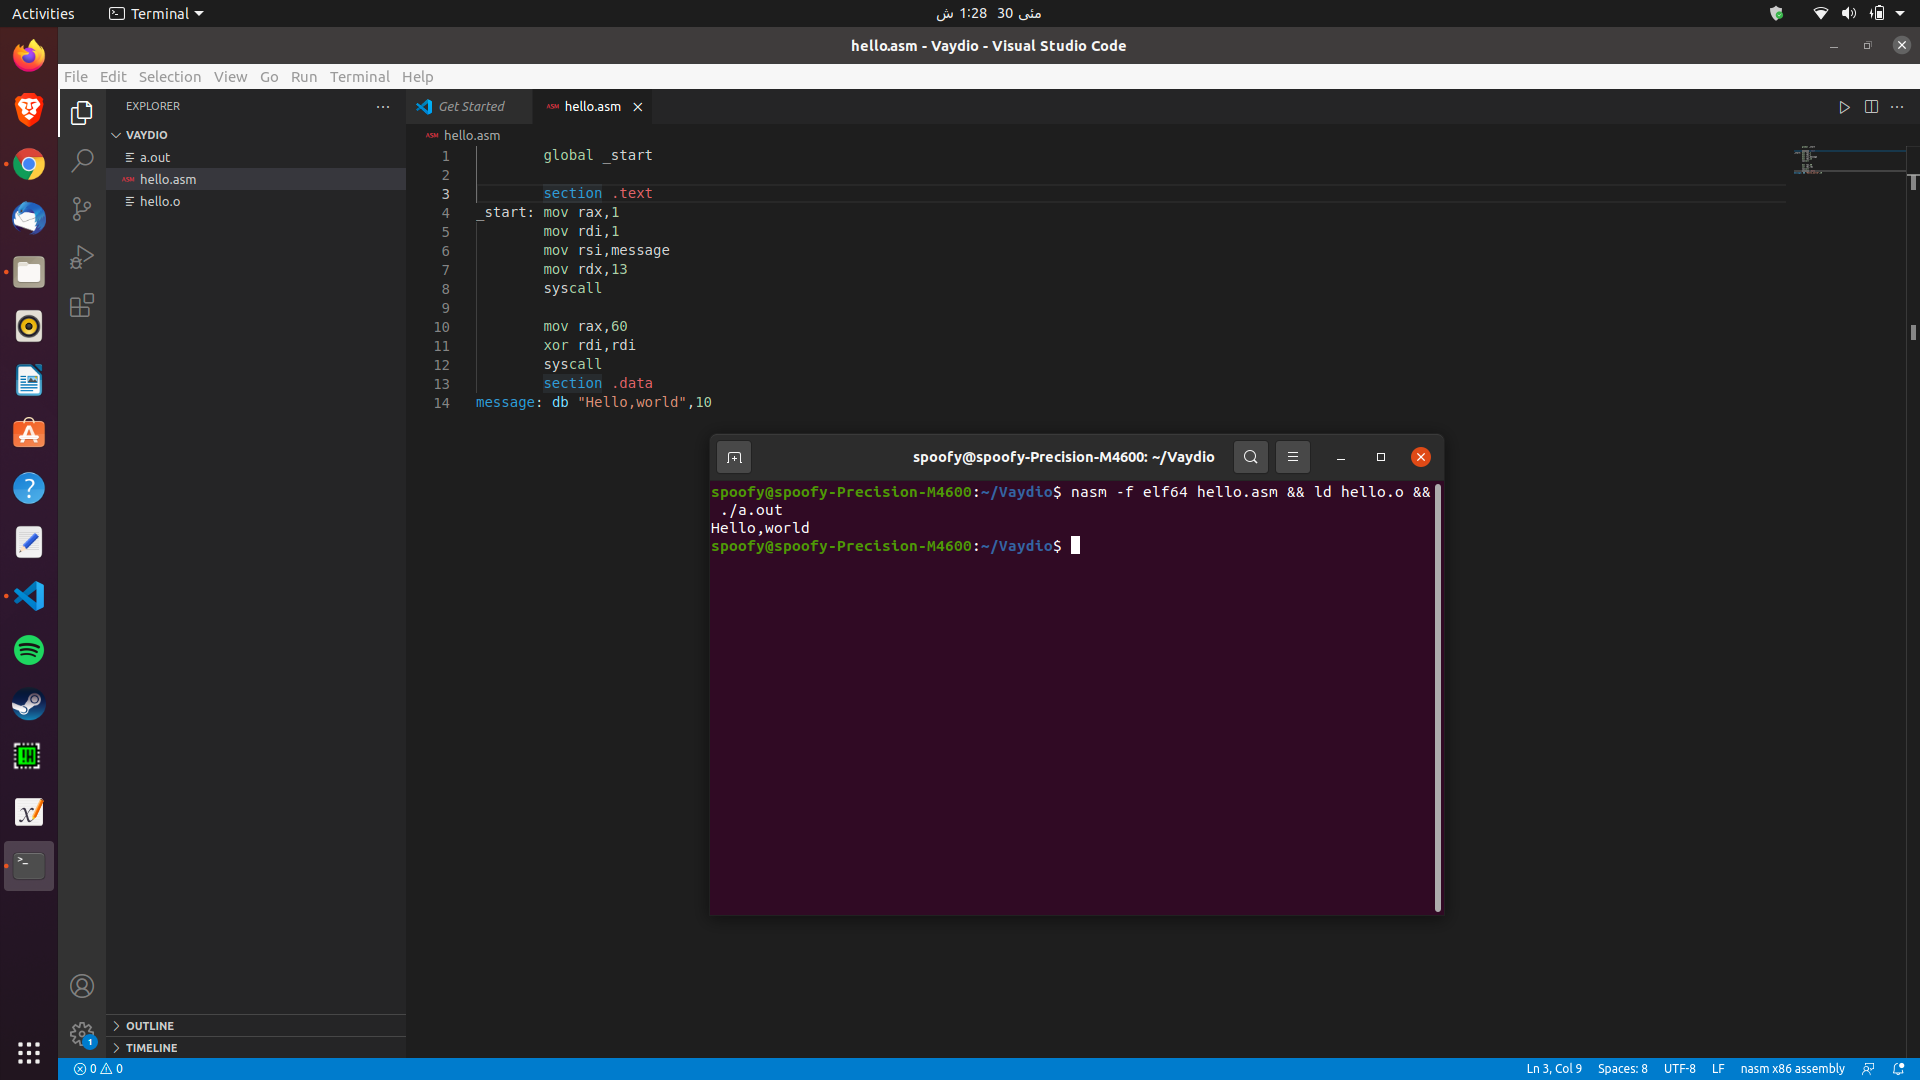 Activities
Terminal
مئی 30 1:28 ش
hello.asm - Vaydio - Visual Studio Code
File Edit Selection View Go Run Terminal Help
EXPLORER
VAYDIO
a.out
ASM hello.asm
hello.o
Get Started
ASM hello.asm
ASM hello.asm
1 global _start
2
3 section .text
4 _start: mov rax,1
5 mov rdi,1
6 mov rsi,message
7 mov rdx,13
8 syscall
9
10 mov rax,60
11 xor rdi,rdi
12 syscall
13 section .data
14 message: db "Hello,world",10
spoofy@spoofy-Precision-M4600: ~/Vaydio
spoofy@spoofy-Precision-M4600:~/Vaydio$ nasm -f elf64 hello.asm && ld hello.o &&
./a.out
Hello,world
spoofy@spoofy-Precision-M4600:~/Vaydio$
OUTLINE
TIMELINE
1
0 0
Ln 3, Col 9 Spaces: 8 UTF-8 LF nasm x86 assembly